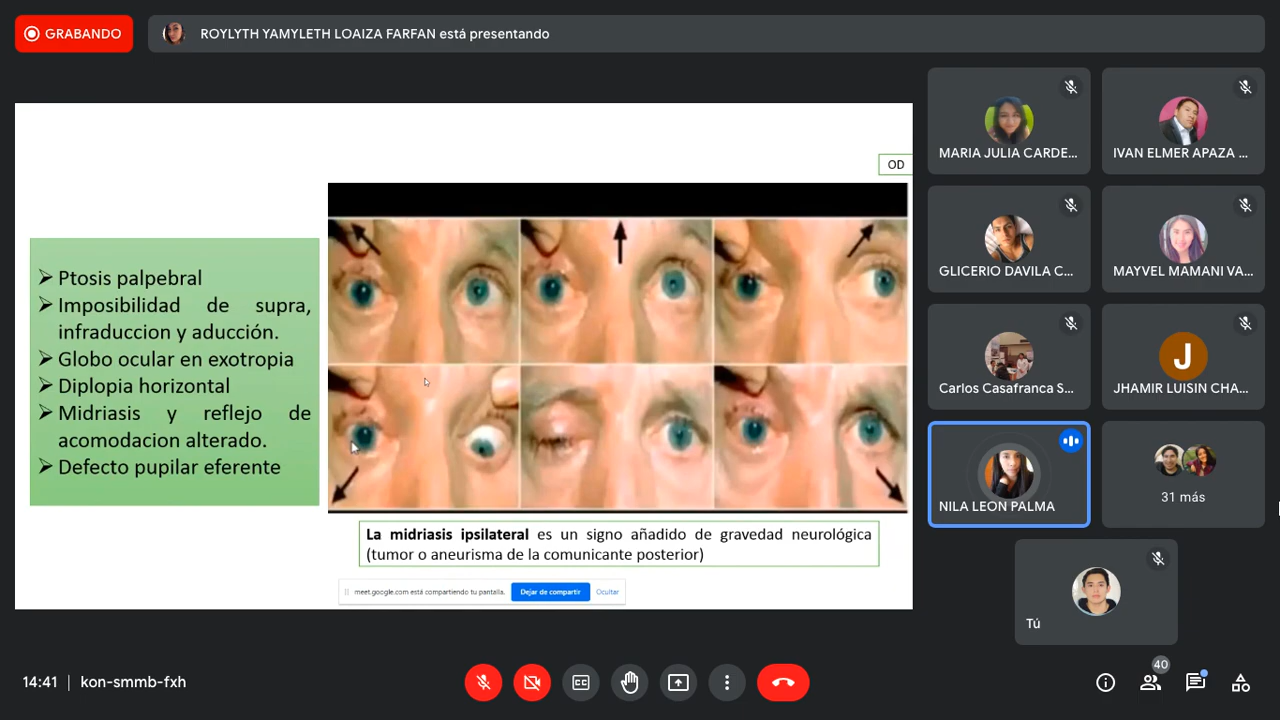 GRABANDO
ROYLYTH YAMYLETH LOAIZA FARFAN está presentando
OD
➢ Ptosis palpebral
➢ Imposibilidad de supra,
infraduccion y aducción.
➢ Globo ocular en exotropia
➢ Diplopia horizontal
➢ Midriasis y reflejo de
acomodacion alterado.
➢ Defecto pupilar eferente
La midriasis ipsilateral es un signo añadido de gravedad neurológica
(tumor o aneurisma de la comunicante posterior)
meet.google.com está compartiendo tu pantalla.
Dejar de compartir
Ocultar
MARIA JULIA CARDE...
IVAN ELMER APAZA ...
GLICERIO DAVILA C...
MAYVEL MAMANI VA...
Carlos Casafranca S...
J
JHAMIR LUISIN CHA...
NILA LEON PALMA
31 más
Tú
14:41 | kon-smmb-fxh
CC
40